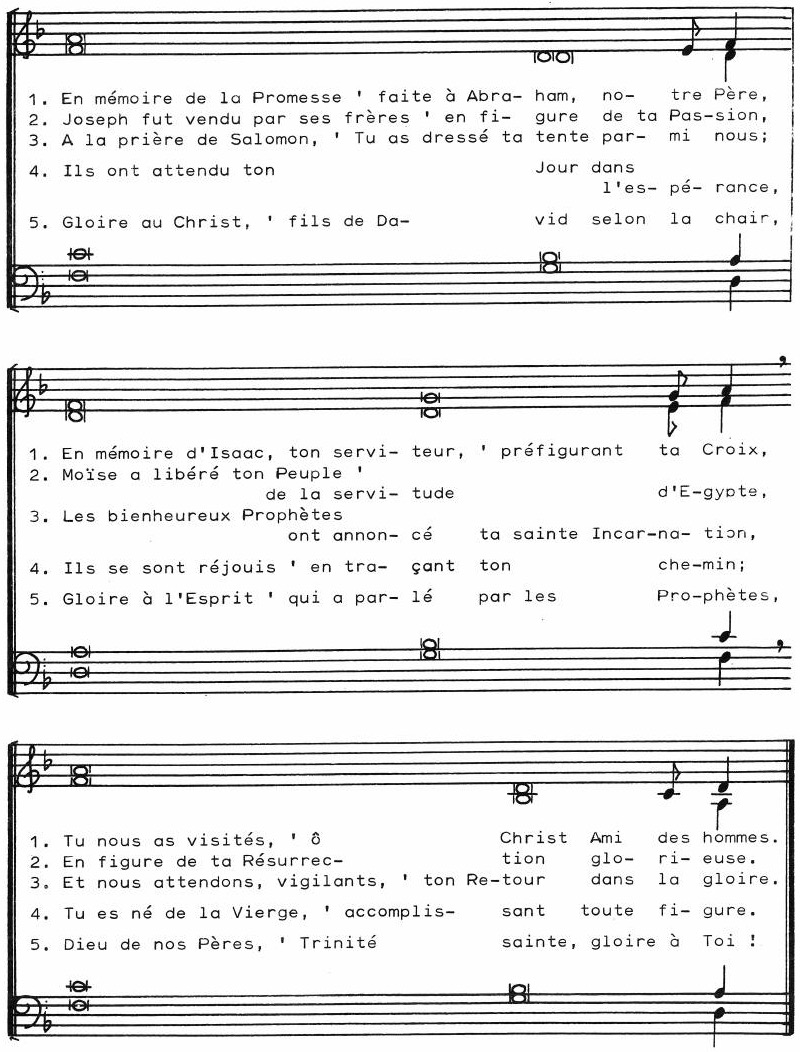 1. En mémoire de la Promesse ' faite à Abra- ham, no- tre Père,
2. Joseph fut vendu par ses frères ' en fi- gure de ta Pas-sion,
3. A la prière de Salomon, ' Tu as dressé ta tente par- mi nous;
4. Ils ont attendu ton Jour dans
l'es- pé- rance,
5. Gloire au Christ, ' fils de Da- vid selon la chair,
1. En mémoire d'Isaac, ton servi- teur, ' préfigurant ta Croix,
2. Moïse a libéré ton Peuple '
de la servi- tude d'E-gypte,
3. Les bienheureux Prophètes
ont annon- cé ta sainte Incar-na- tion,
4. Ils se sont réjouis ' en tra- çant ton che-min;
5. Gloire à l'Esprit ' qui a par- lé par les Pro-phètes,
1. Tu nous as visités, ' ô Christ Ami des hommes.
2. En figure de ta Résurrec- tion glo- ri- euse.
3. Et nous attendons, vigilants, ' ton Re-tour dans la gloire.
4. Tu es né de la Vierge, ' accomplis- sant toute fi- gure.
5. Dieu de nos Pères, ' Trinité sainte, gloire à Toi !